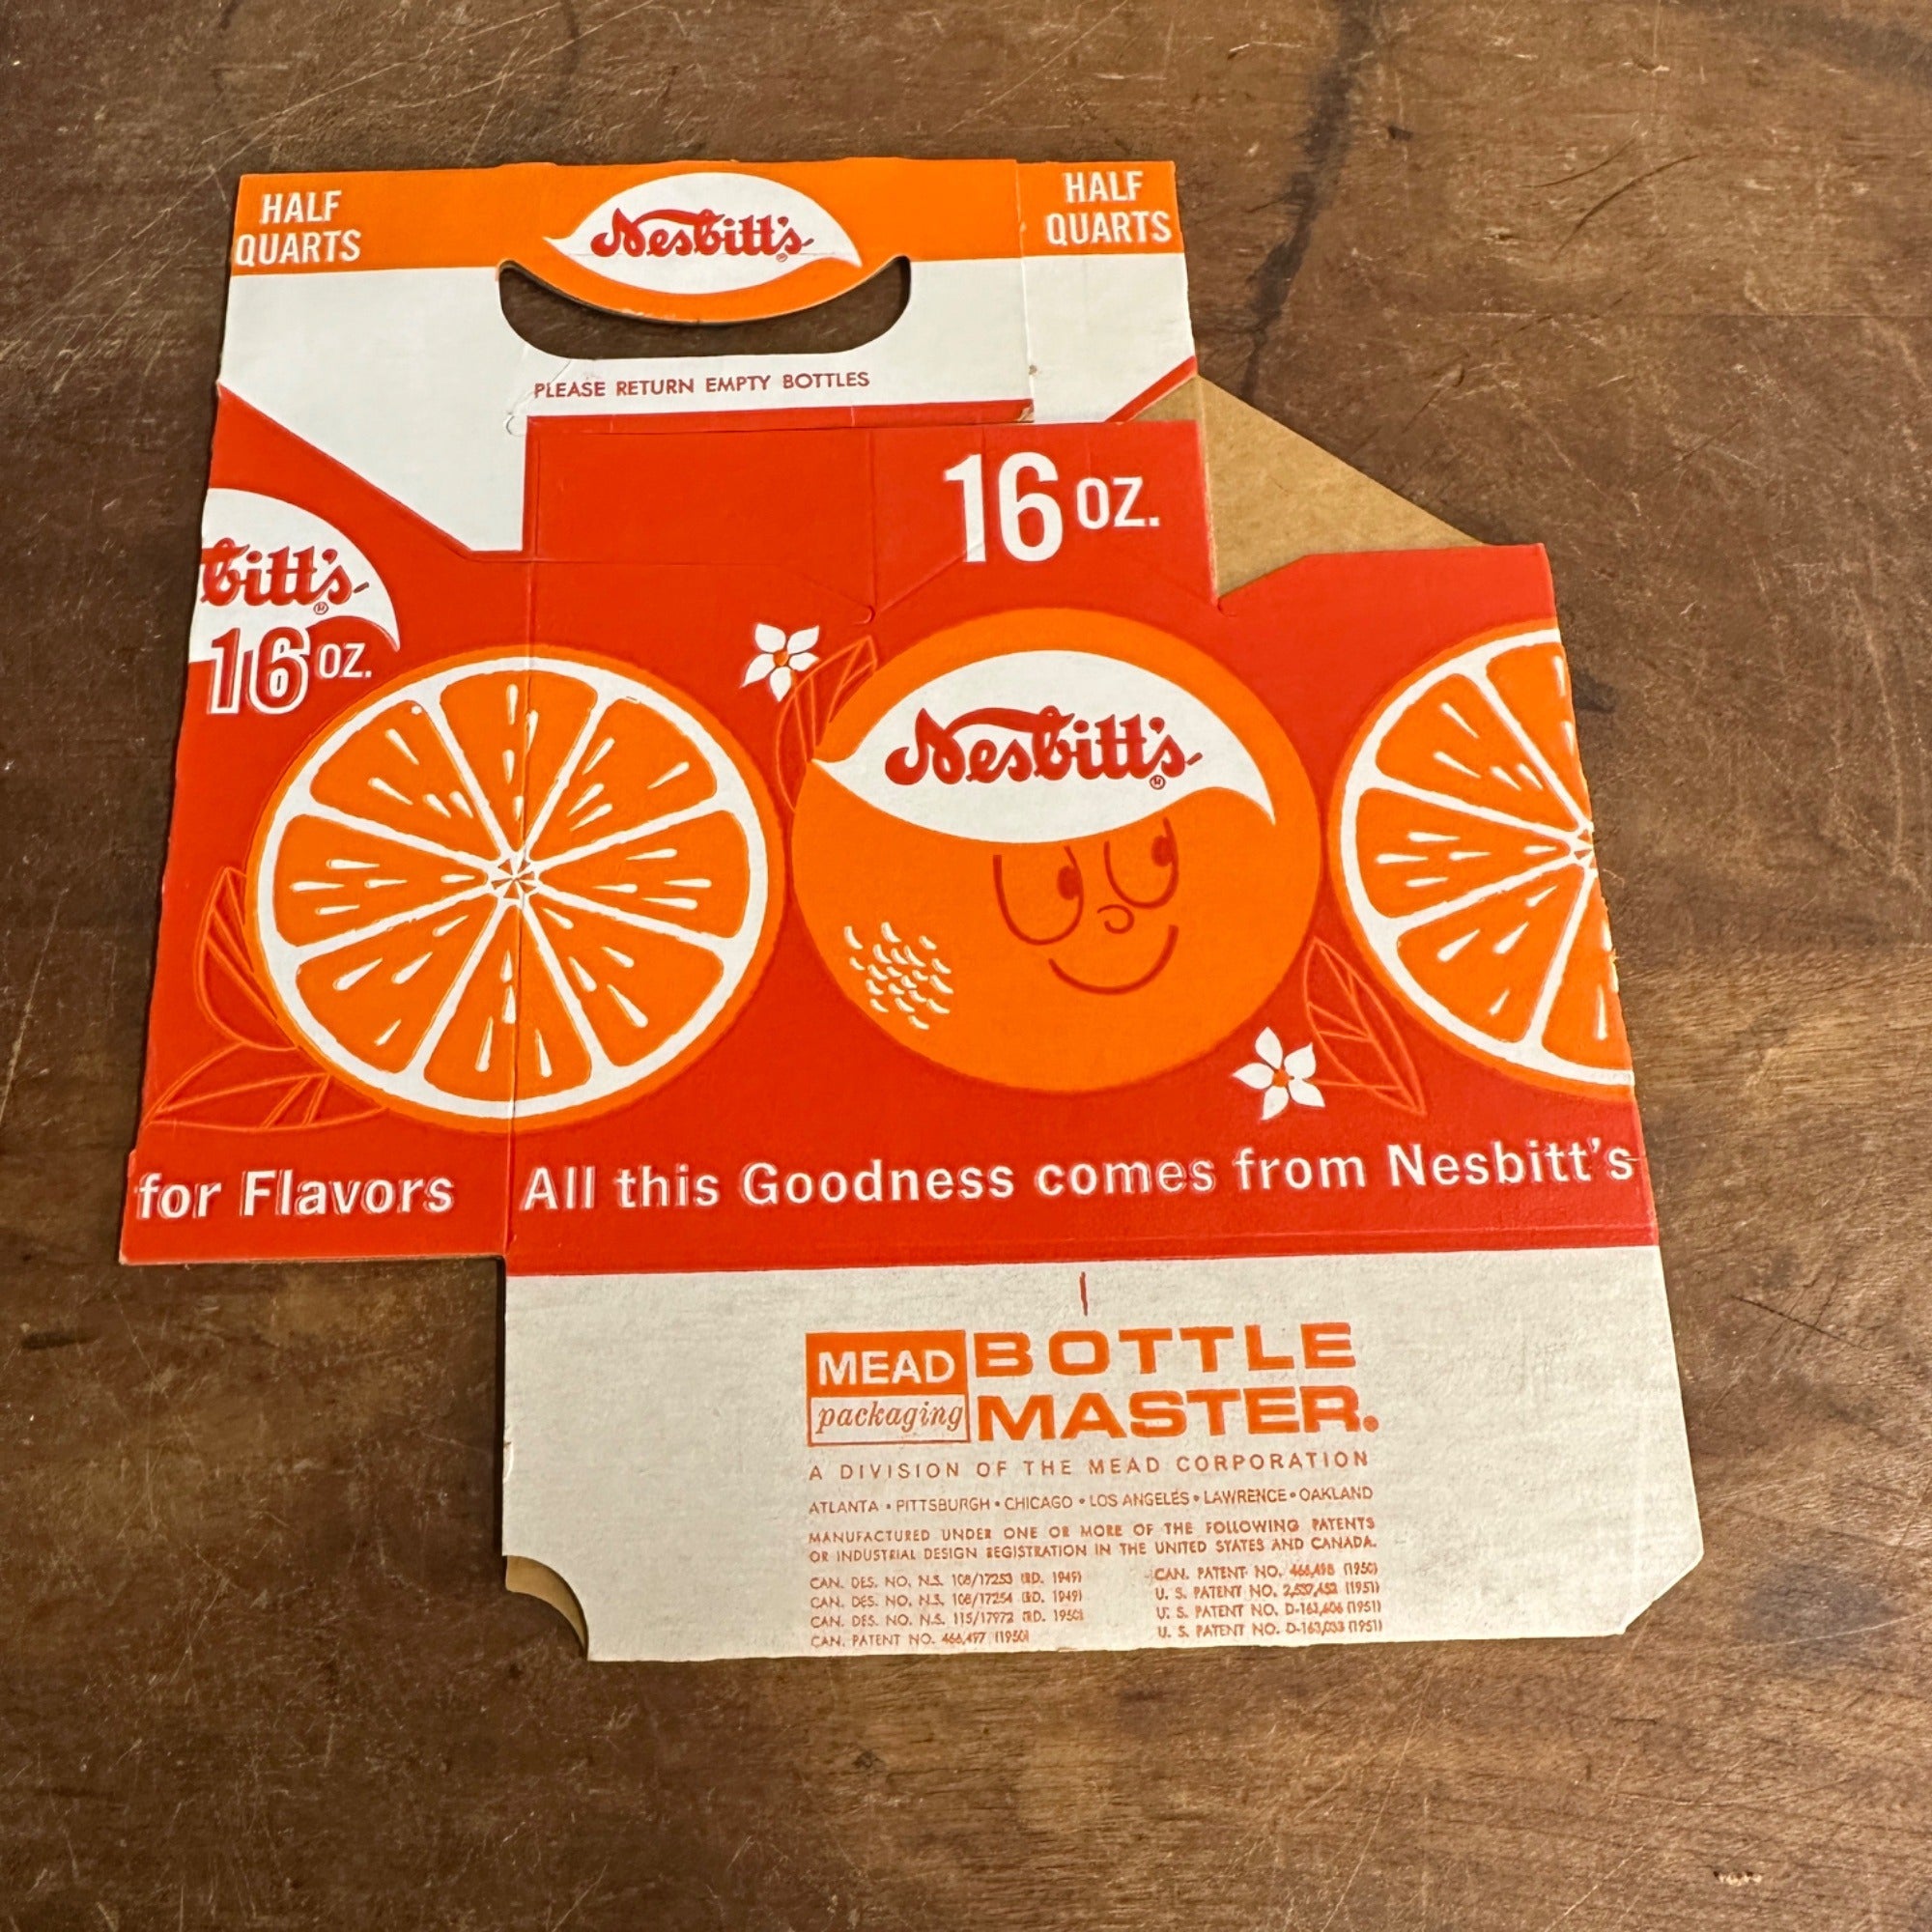 HALF
QUARTS
Nesbitt's
HALF
QUARTS
PLEASE RETURN EMPTY BOTTLES
16 OZ.
bitt's
16 OZ.
Nesbitt's
for Flavors
All this Goodness comes from Nesbitt's
MEAD
packaging
BOTTLE
MASTER®
A DIVISION OF THE MEAD CORPORATION
ATLANTA • PITTSBURGH • CHICAGO • LOS ANGELES • LAWRENCE • OAKLAND
MANUFACTURED UNDER ONE OR MORE OF THE FOLLOWING PATENTS
OR INDUSTRIAL DESIGN REGISTRATION IN THE UNITED STATES AND CANADA.
CAN. DES. NO. N.S. 108/17253 (RD. 1949)
CAN. DES. NO. N.S. 108/17254 (RD. 1949)
CAN. DES. NO. N.S. 115/17972 (RD. 1950)
CAN. PATENT NO. 466,497 (1950)
CAN. PATENT NO. 466,498 (1950)
U. S. PATENT NO. 2,537,452 (1951)
U. S. PATENT NO. D-161,606 (1951)
U. S. PATENT NO. D-163,033 (1951)